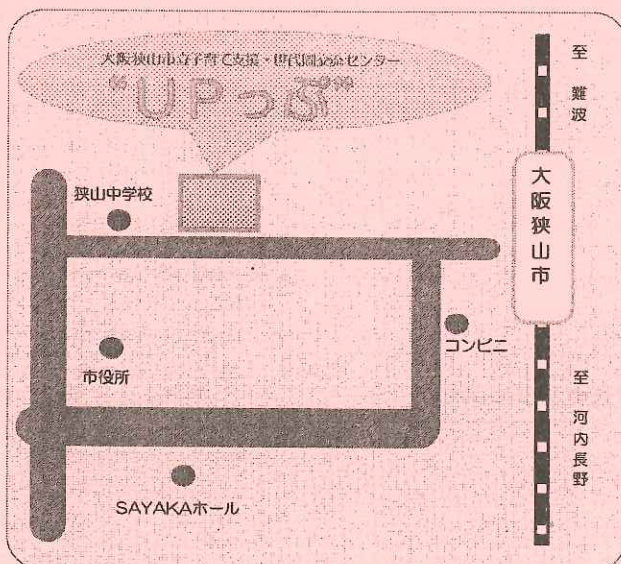 大阪狭山市立子育て支援・世代間交流センター
“UPっぷ”
至 難波
狭山中学校
大阪狭山市
コンビニ
市役所
至 河内長野
SAYAKAホール